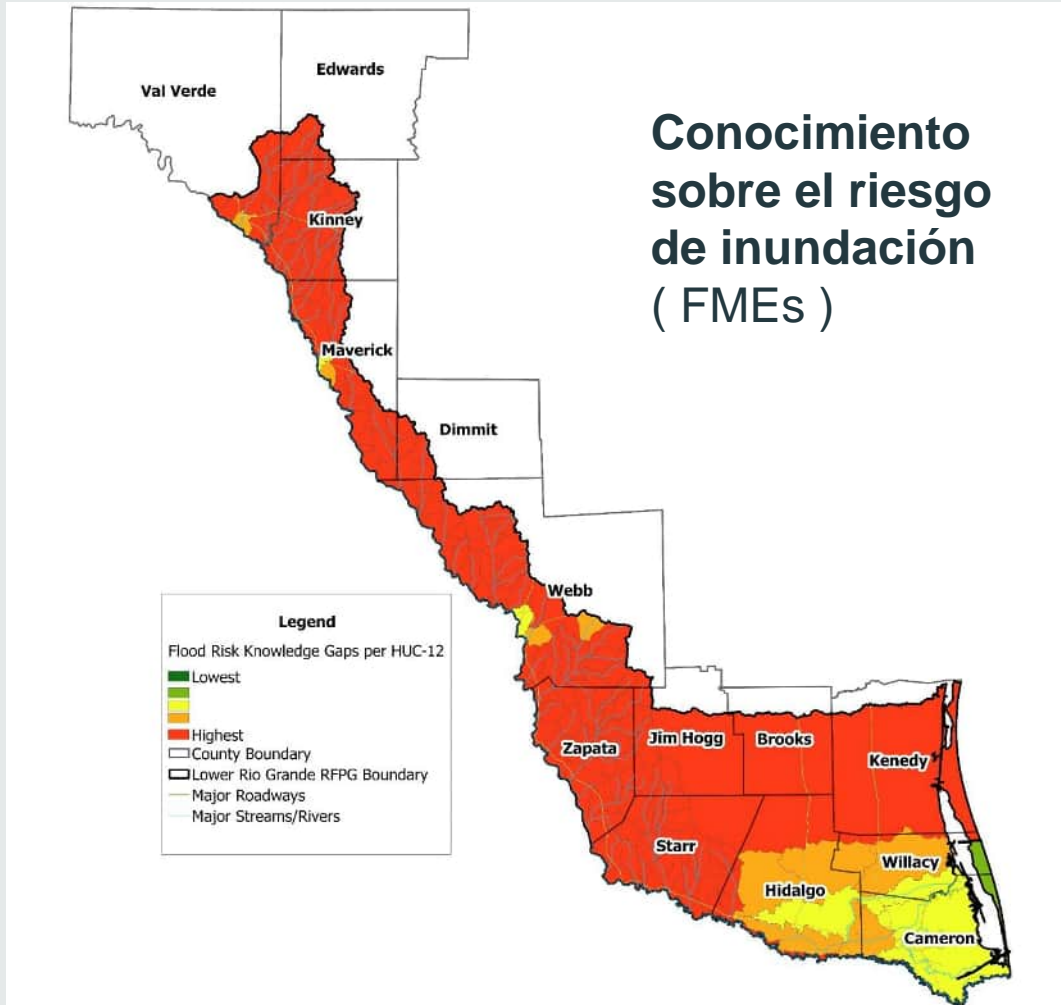 Conocimiento
sobre el riesgo
de inundación
( FMEs )
Edwards
Val Verde
Kinney
Maverick
Dimmit
Webb
Zapata
Jim Hogg
Brooks
Kenedy
Starr
Willacy
Hidalgo
Cameron
Legend
Flood Risk Knowledge Gaps per HUC-12
Lowest
Highest
County Boundary
Lower Rio Grande RFPG Boundary
Major Roadways
Major Streams/Rivers